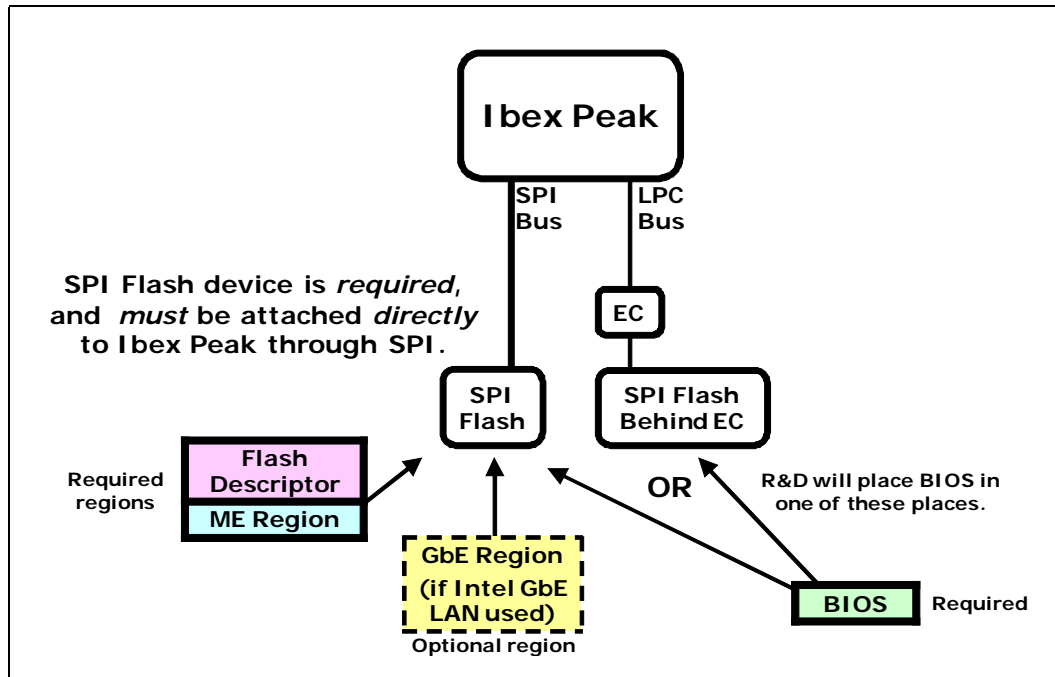 Ibex Peak
SPI
Bus
LPC
Bus
SPI Flash device is required,
and must be attached directly
to Ibex Peak through SPI.
EC
SPI
Flash
SPI Flash
Behind EC
Required
regions
Flash
Descriptor
ME Region
OR
R&D will place BIOS in
one of these places.
GbE Region
(if Intel GbE
LAN used)
Optional region
BIOS
Required